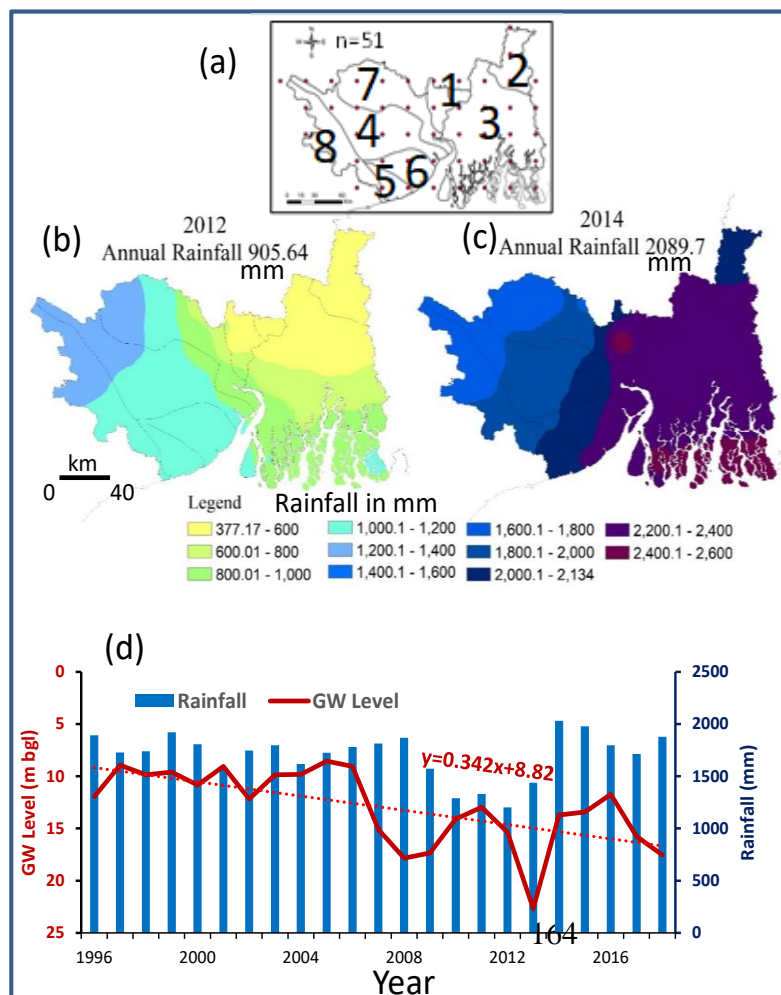 (a)
n=51
7
1
2
4
3
8
5
6
(b)
2012
Annual Rainfall 905.64
mm
(c)
2014
Annual Rainfall 2089.7
mm
km
0 40
Legend
Rainfall in mm
377.17 - 600
600.01 - 800
800.01 - 1,000
1,000.1 - 1,200
1,200.1 - 1,400
1,400.1 - 1,600
1,600.1 - 1,800
1,800.1 - 2,000
2,000.1 - 2,134
2,200.1 - 2,400
2,400.1 - 2,600
(d)
Rainfall
GW Level
y=0.342x+8.82
GW Level (m bgl)
0
5
10
15
20
25
Rainfall (mm)
2500
2000
1500
1000
500
0
164
1996 2000 2004 2008 2012 2016
Year